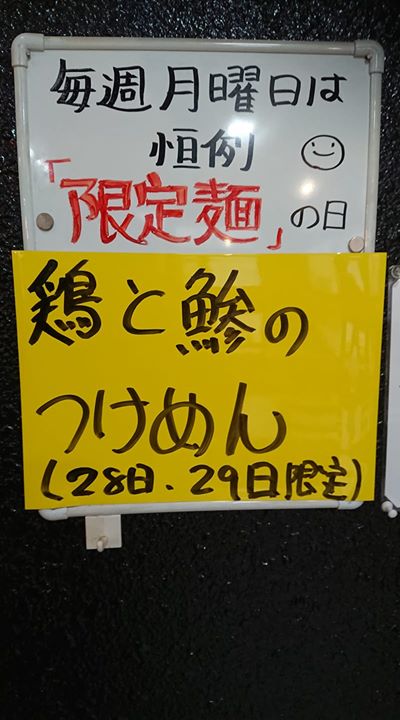 毎週月曜日は
恒例
「限定麺」の日
鶏と鯵の
つけめん
(28日、29日限定)